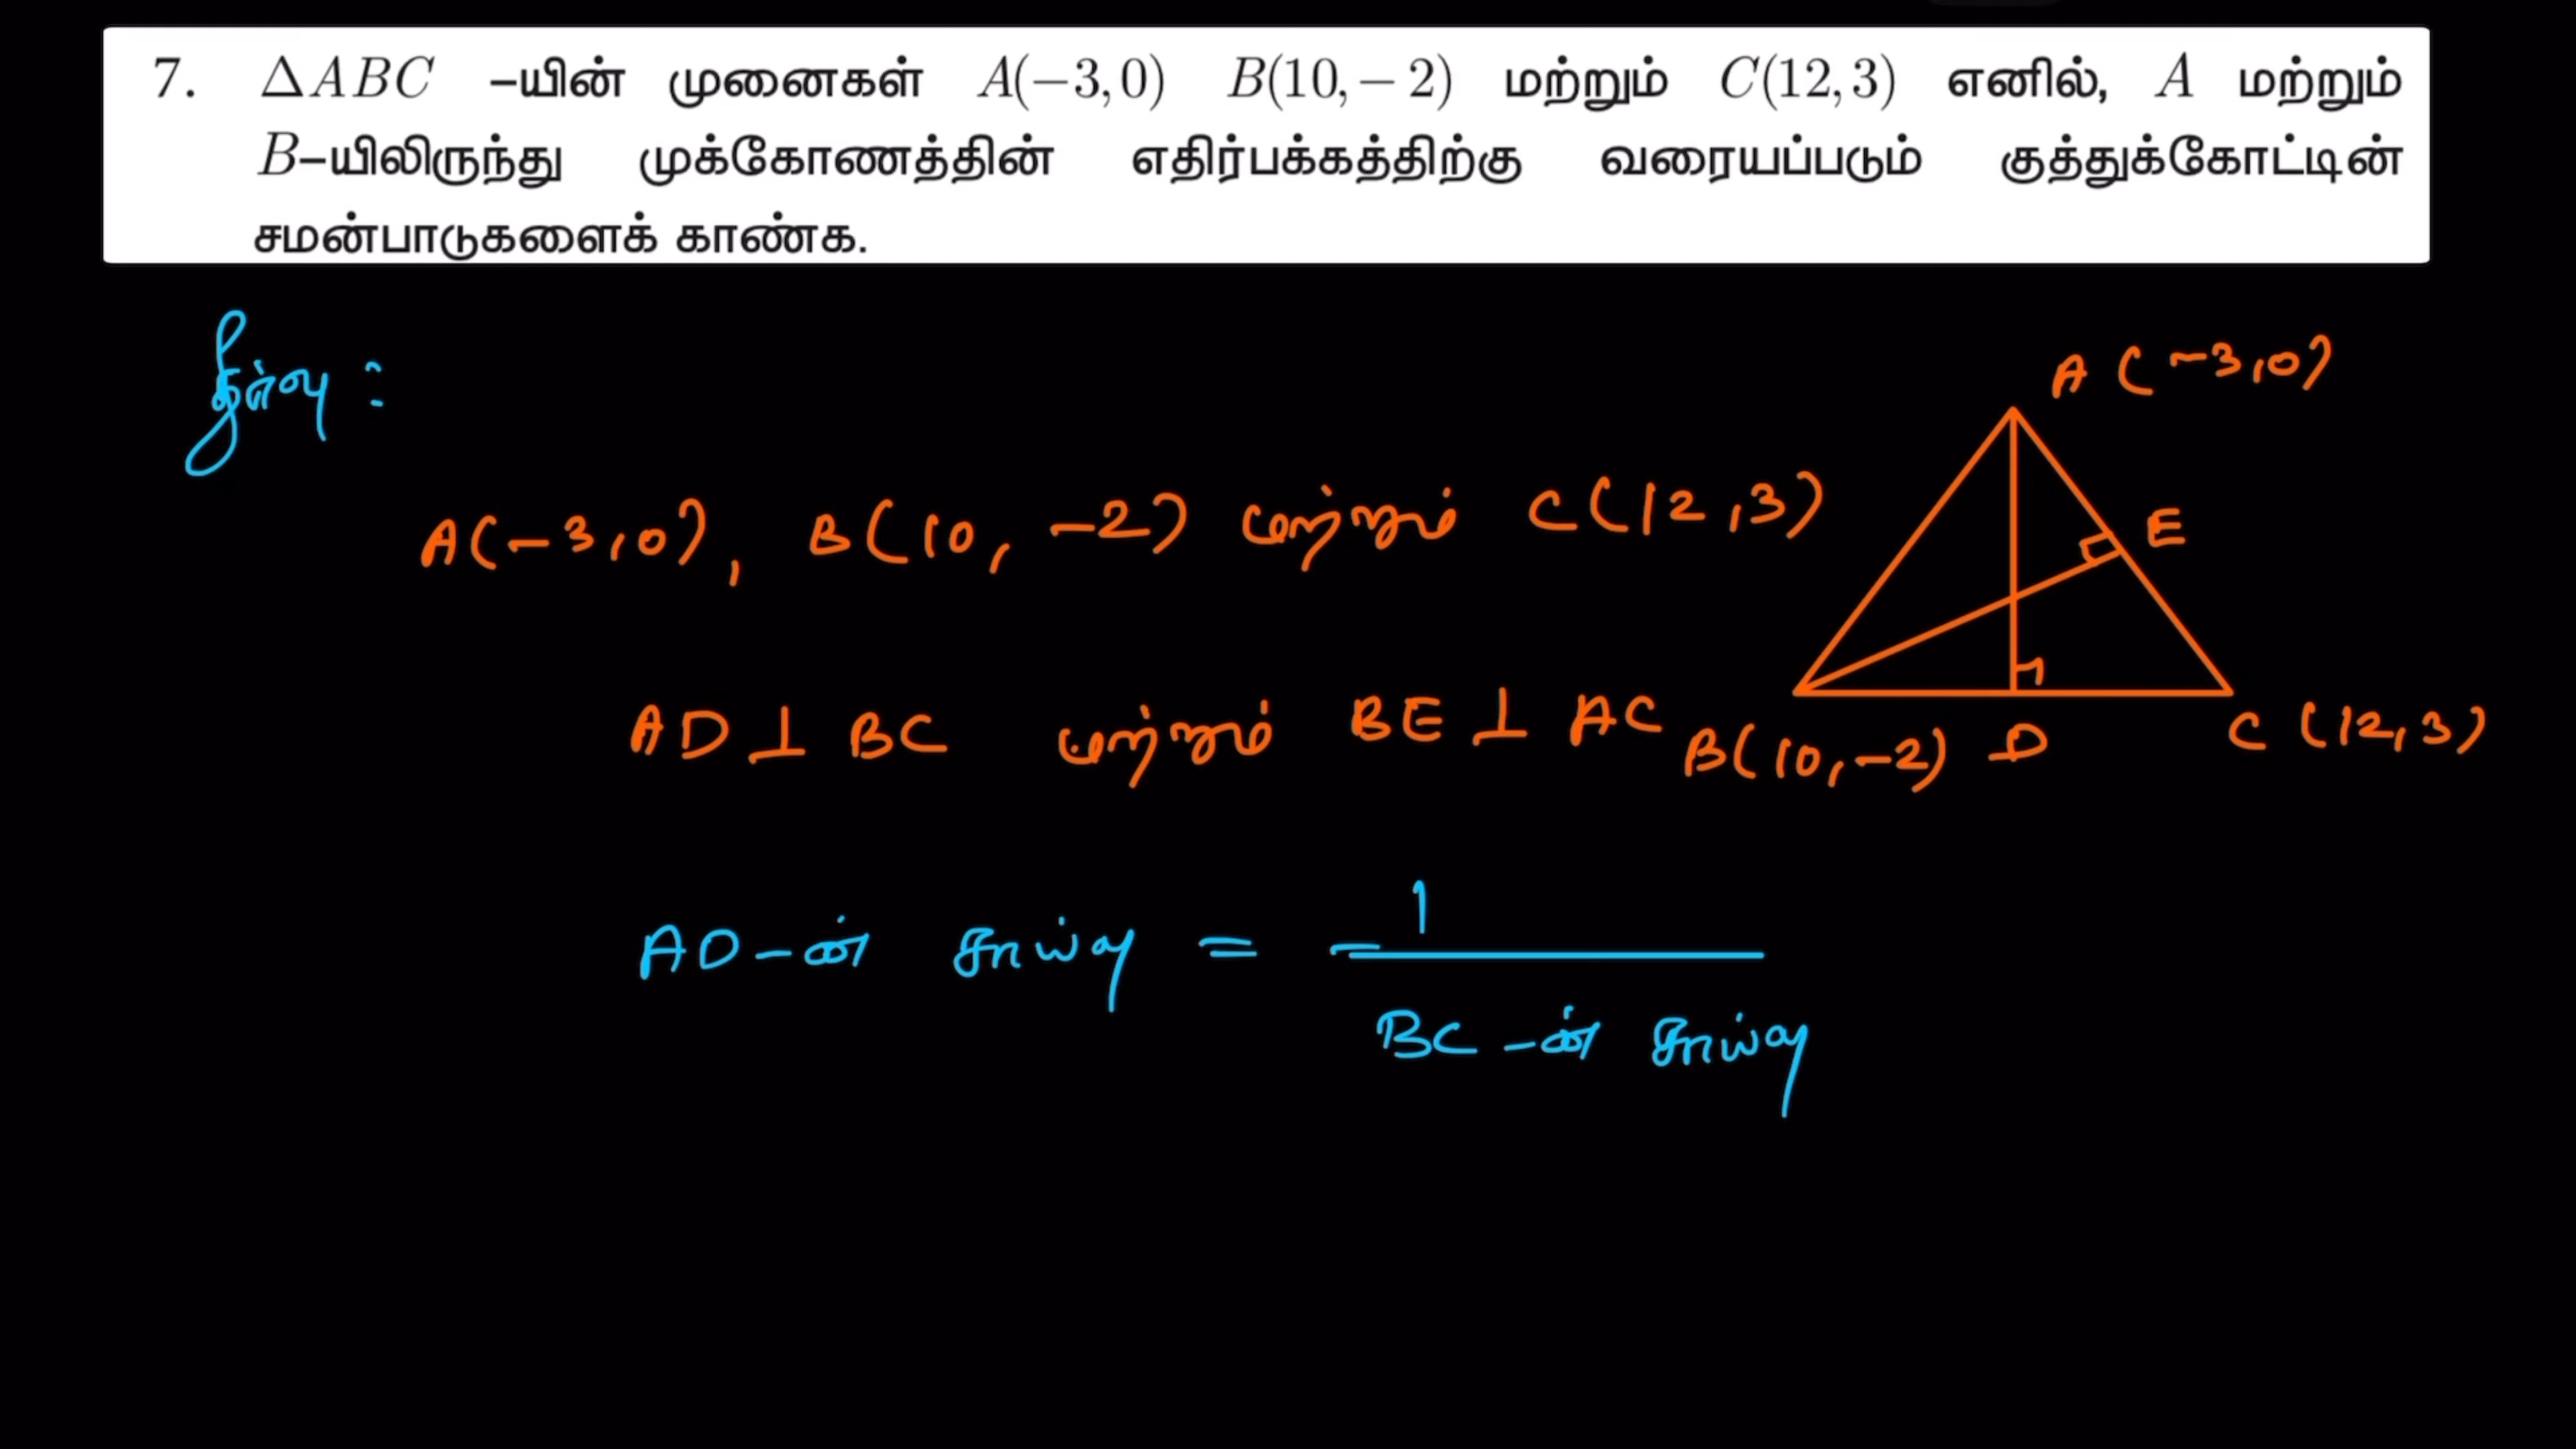 7. ΔABC –யின் முனைகள் A(−3,0) B(10,−2) மற்றும் C(12,3) எனில், A மற்றும்
B–யிலிருந்து முக்கோணத்தின் எதிர்பக்கத்திற்கு வரையப்படும் குத்துக்கோட்டின்
சமன்பாடுகளைக் காண்க.
தீர்வு :
A(-3,0)
A(-3,0), B(10, -2) மற்றும் C(12,3)
E
AD ⊥ BC மற்றும் BE ⊥ AC
B(10,-2) D C (12,3)
AD-ன் சாய்வு = -1
BC-ன் சாய்வு